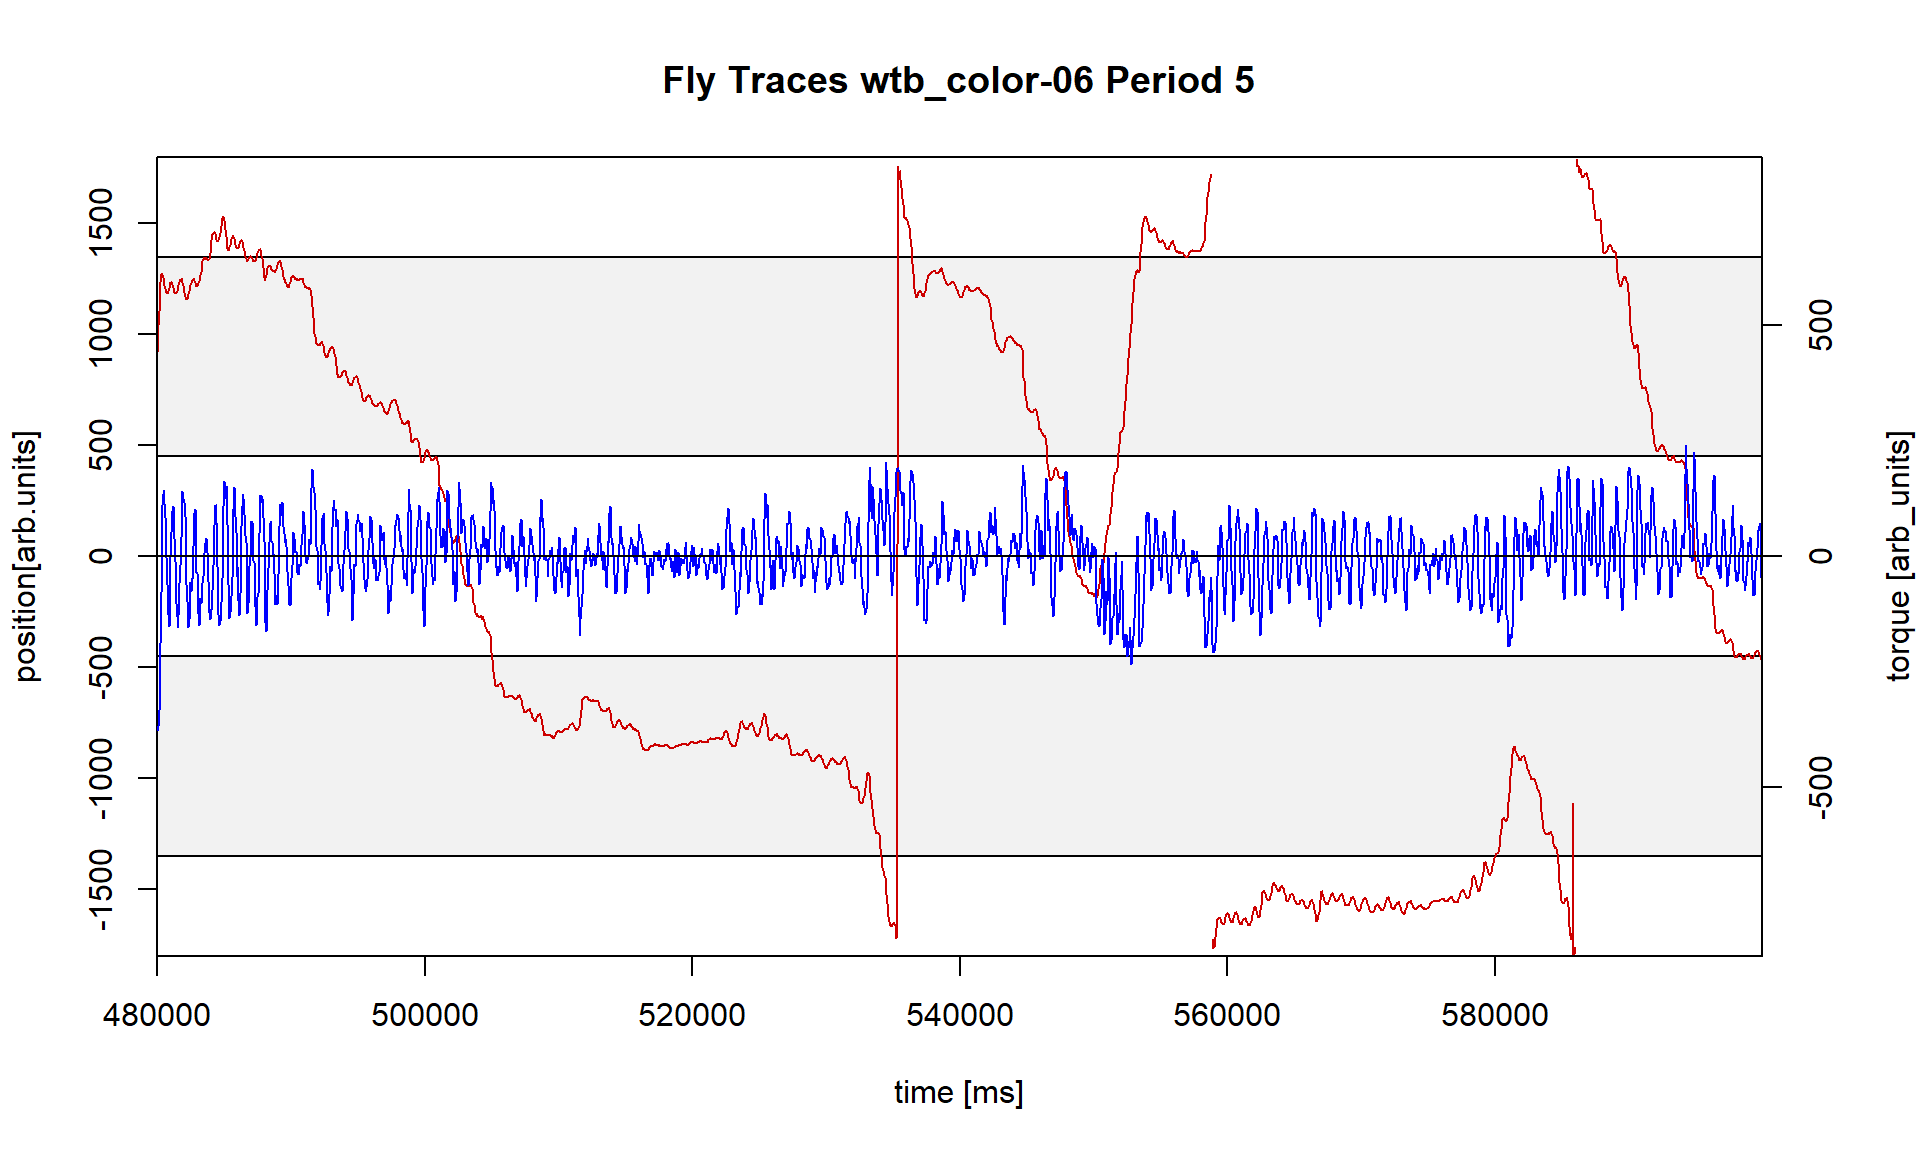 Fly Traces wtb_color-06 Period 5
position[arb.units]
1500
1000
500
0
-500
-1000
-1500
500
0
-500
torque [arb_units]
480000 500000 520000 540000 560000 580000
time [ms]